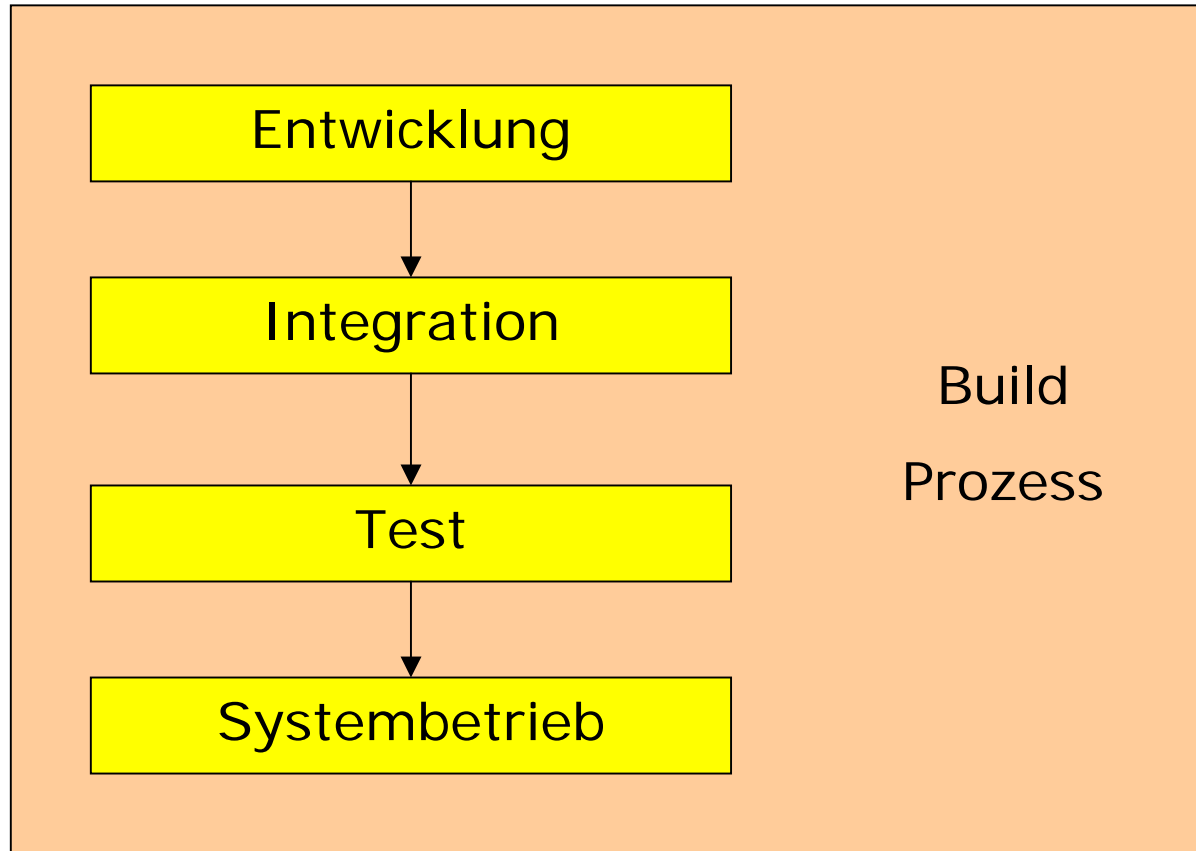 Entwicklung
Integration
Build
Prozess
Test
Systembetrieb